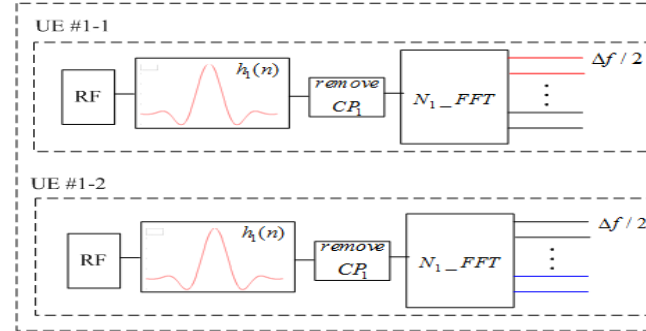 UE #1-1
RF
h₁(n)
remove
CP₁
N₁_FFT
Δf / 2
UE #1-2
RF
h₁(n)
remove
CP₁
N₁_FFT
Δf / 2